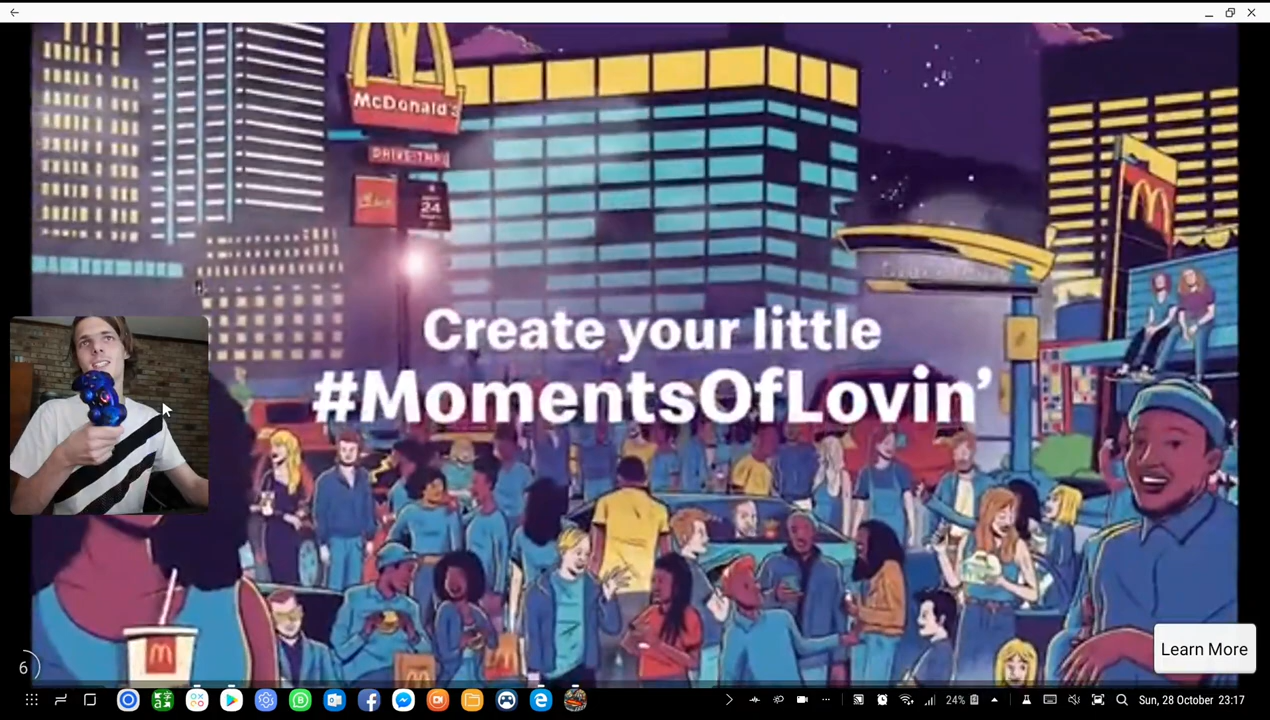 McDonald's
DRIVE-THRU
24
Create your little
#MomentsOfLovin'
6
Learn More
24%
Sun, 28 October 23:17